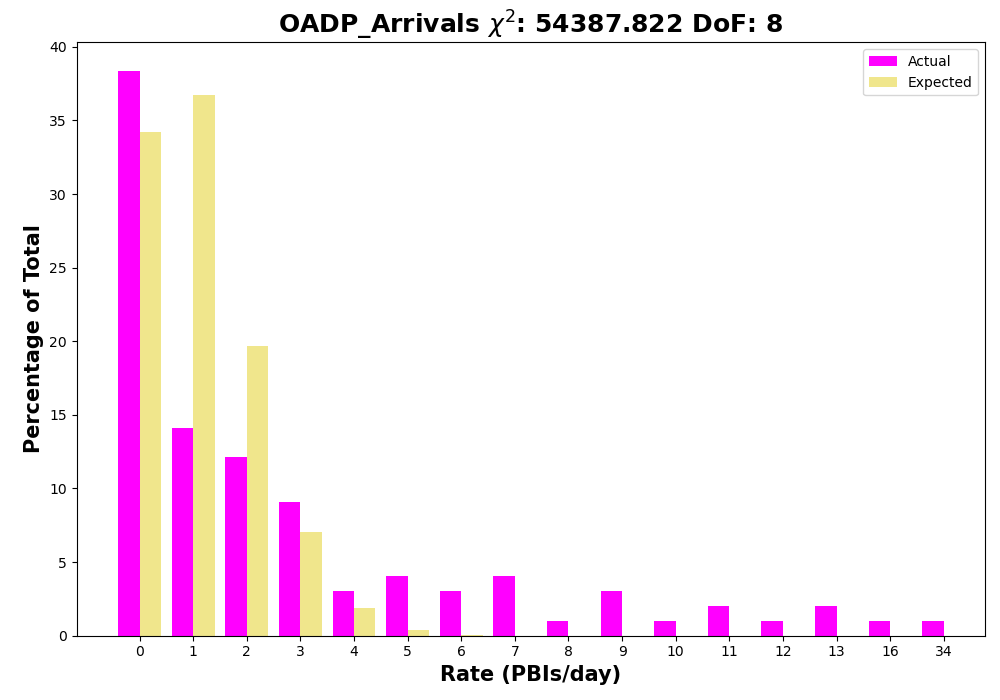 OADP_Arrivals χ²: 54387.822 DoF: 8
Actual
Expected
40
35
30
25
20
15
10
5
0
Percentage of Total
0 1 2 3 4 5 6 7 8 9 10 11 12 13 16 34
Rate (PBIs/day)